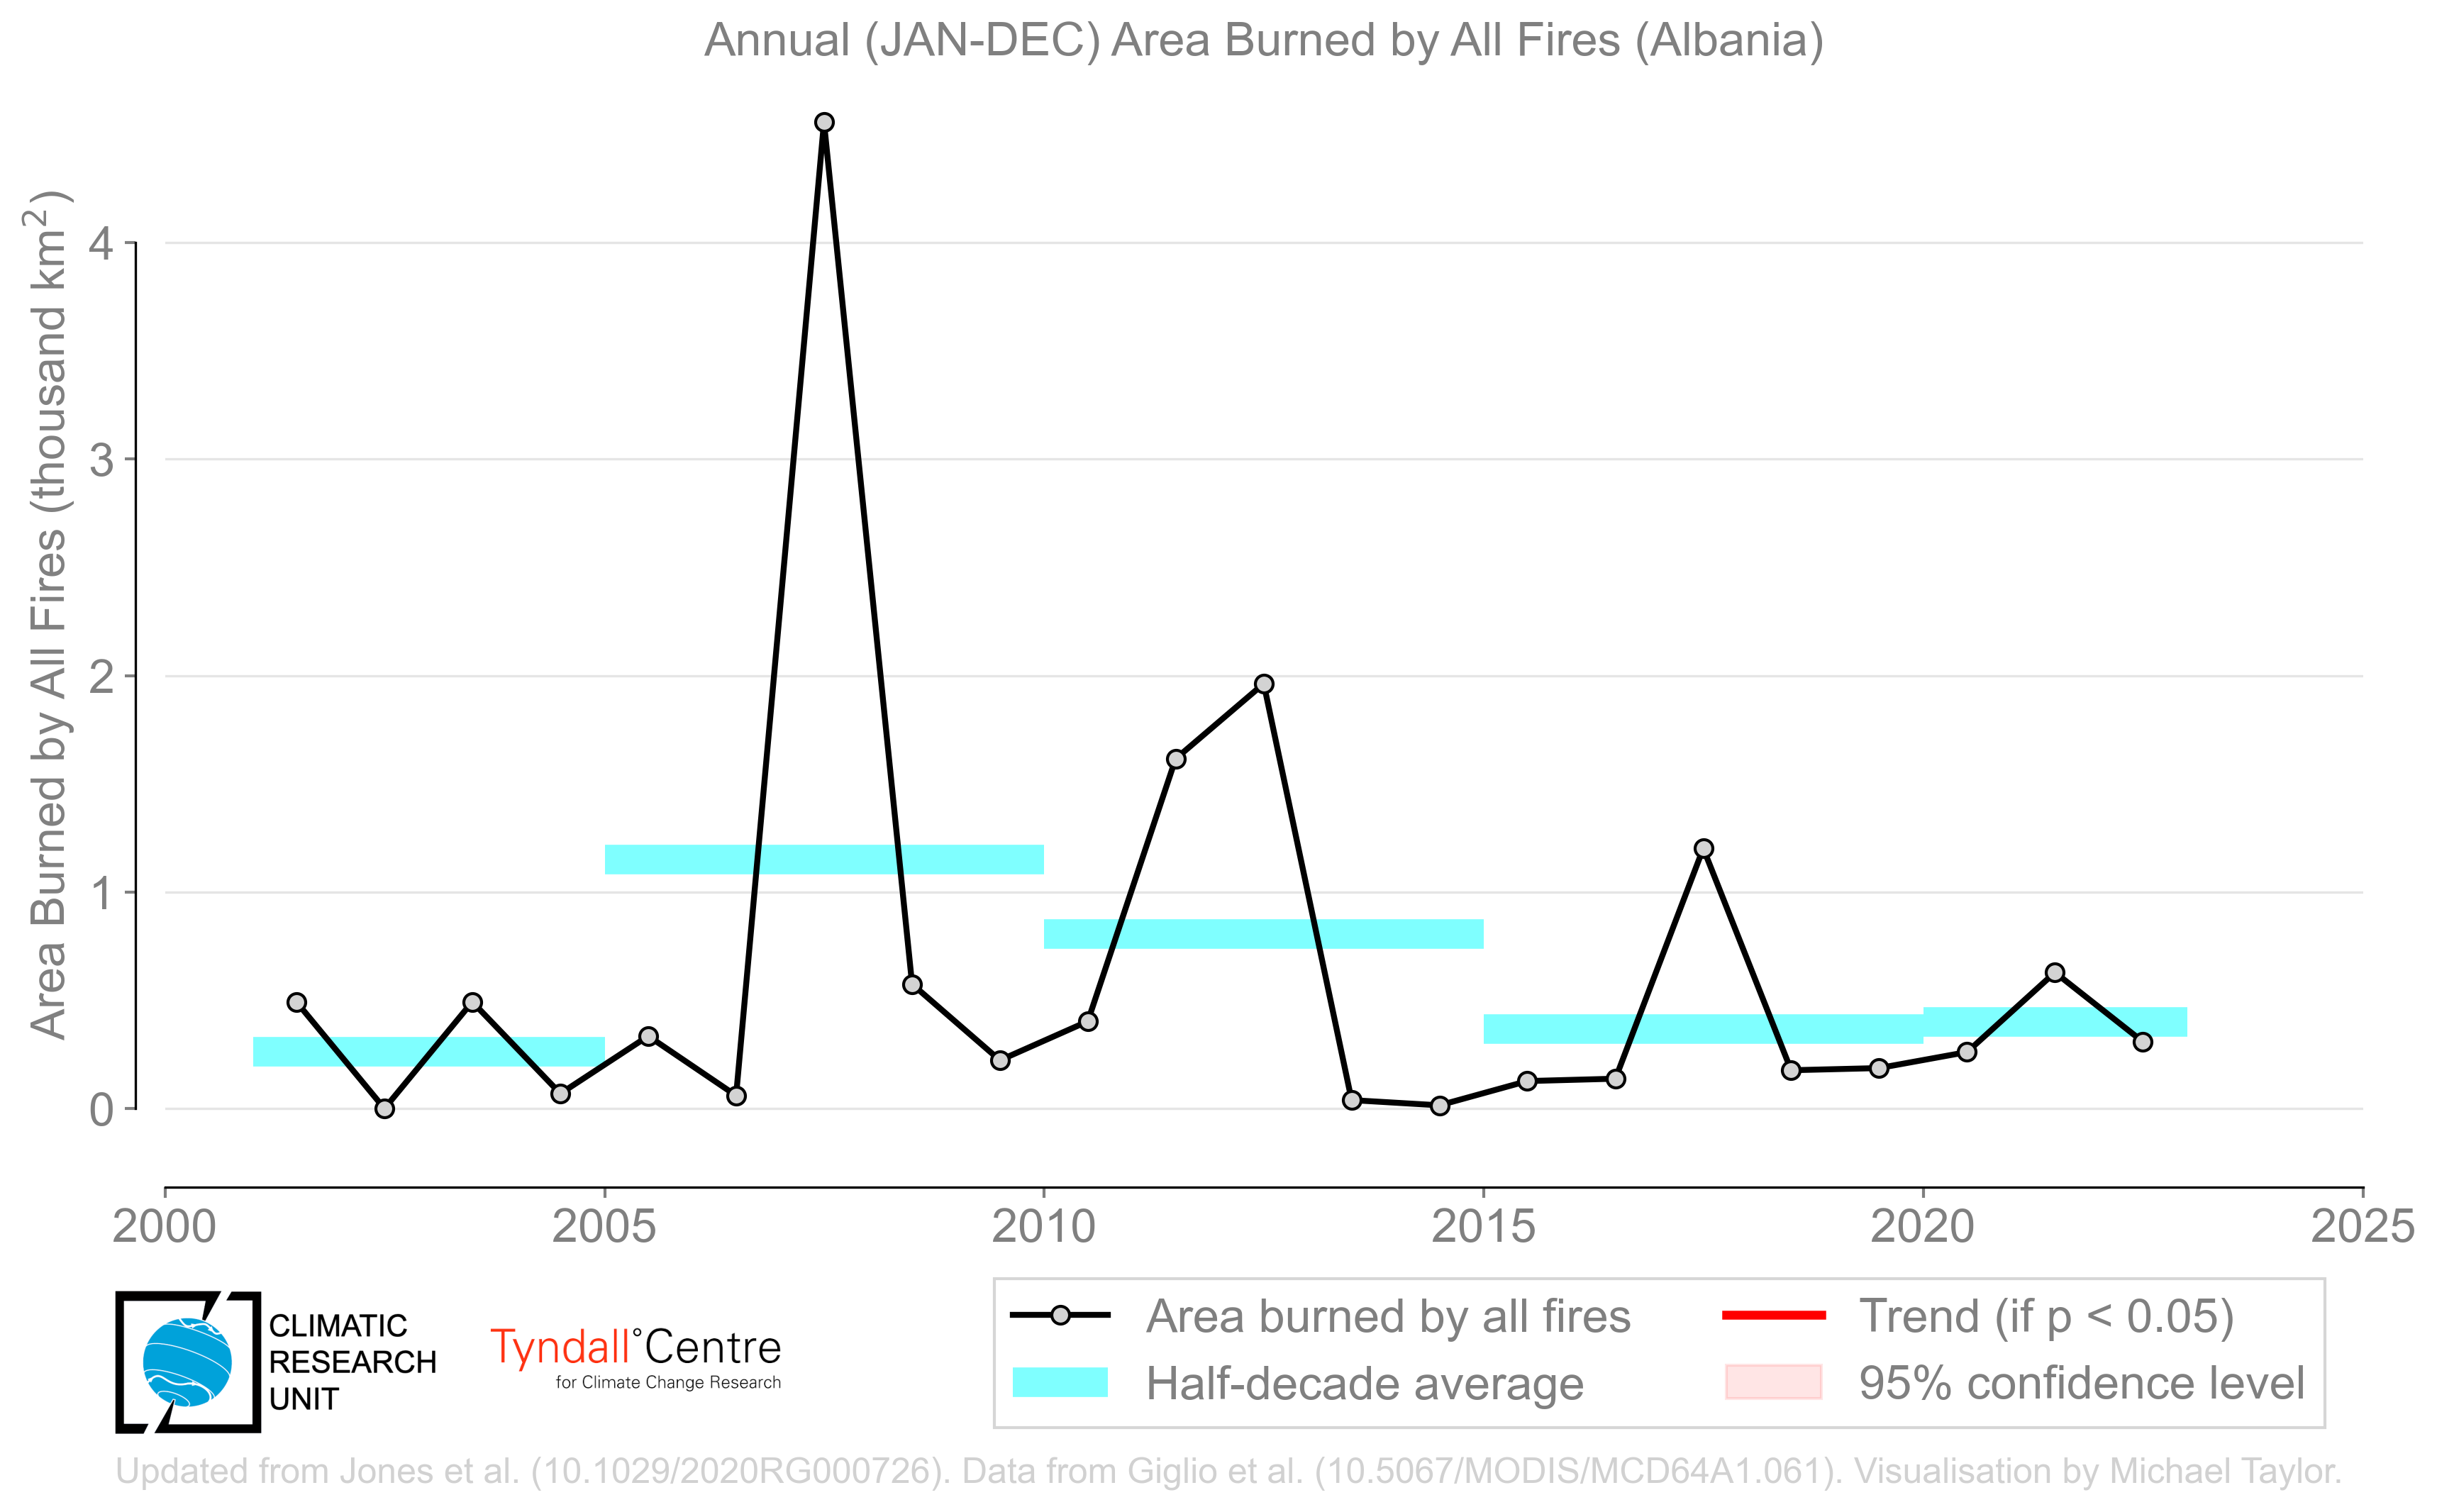 Annual (JAN-DEC) Area Burned by All Fires (Albania)
Area Burned by All Fires (thousand km²)
4
3
2
1
0
2000 2005 2010 2015 2020 2025
CLIMATIC
RESEARCH
UNIT
Tyndall°Centre
for Climate Change Research
Area burned by all fires
Half-decade average
Trend (if p < 0.05)
95% confidence level
Updated from Jones et al. (10.1029/2020RG000726). Data from Giglio et al. (10.5067/MODIS/MCD64A1.061). Visualisation by Michael Taylor.